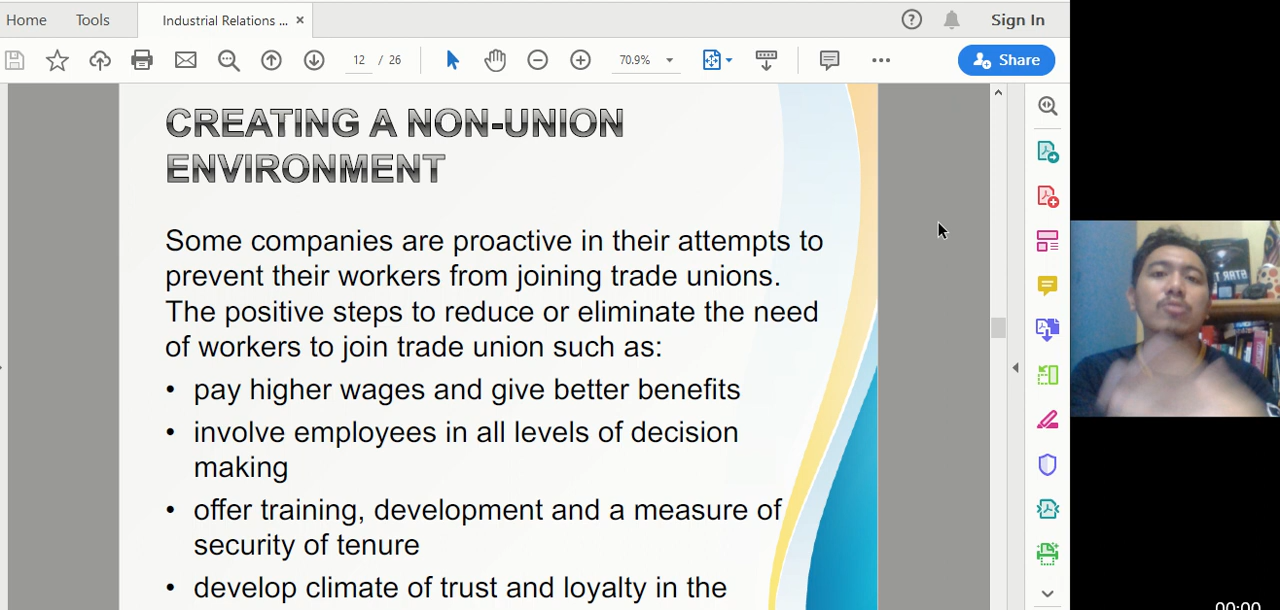 Home Tools Industrial Relations ... × Sign In
12 / 26 70.9% Share
CREATING A NON-UNION
ENVIRONMENT
Some companies are proactive in their attempts to
prevent their workers from joining trade unions.
The positive steps to reduce or eliminate the need
of workers to join trade union such as:
• pay higher wages and give better benefits
• involve employees in all levels of decision
making
• offer training, development and a measure of
security of tenure
• develop climate of trust and loyalty in the
00:00